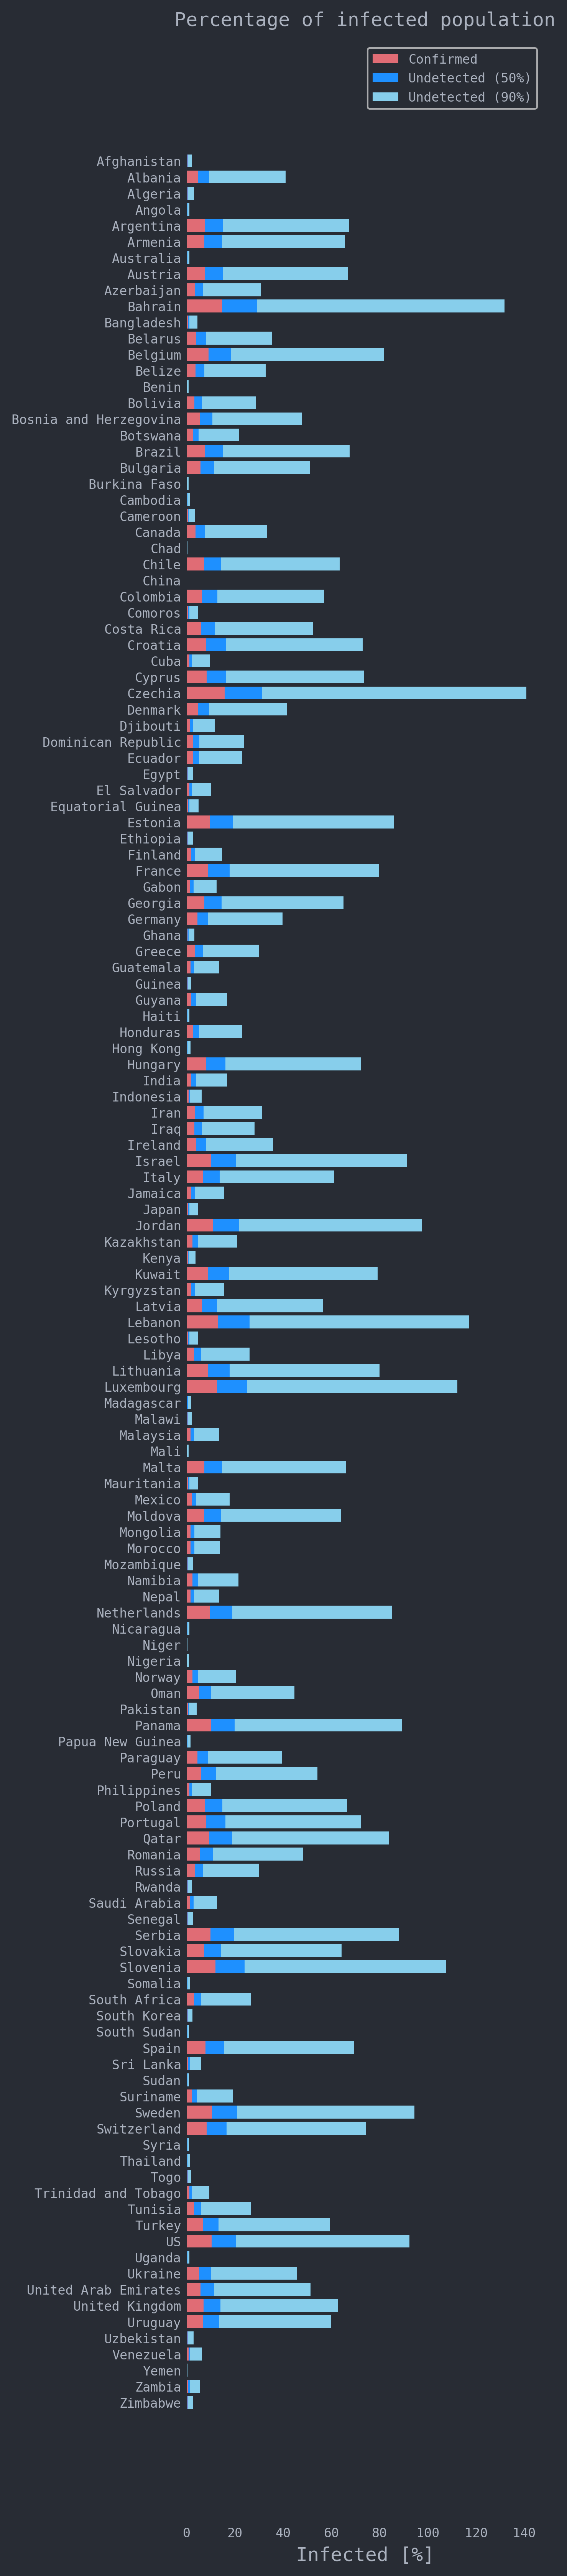 Percentage of infected population
Confirmed
Undetected (50%)
Undetected (90%)
Afghanistan
Albania
Algeria
Angola
Argentina
Armenia
Australia
Austria
Azerbaijan
Bahrain
Bangladesh
Belarus
Belgium
Belize
Benin
Bolivia
Bosnia and Herzegovina
Botswana
Brazil
Bulgaria
Burkina Faso
Cambodia
Cameroon
Canada
Chad
Chile
China
Colombia
Comoros
Costa Rica
Croatia
Cuba
Cyprus
Czechia
Denmark
Djibouti
Dominican Republic
Ecuador
Egypt
El Salvador
Equatorial Guinea
Estonia
Ethiopia
Finland
France
Gabon
Georgia
Germany
Ghana
Greece
Guatemala
Guinea
Guyana
Haiti
Honduras
Hong Kong
Hungary
India
Indonesia
Iran
Iraq
Ireland
Israel
Italy
Jamaica
Japan
Jordan
Kazakhstan
Kenya
Kuwait
Kyrgyzstan
Latvia
Lebanon
Lesotho
Libya
Lithuania
Luxembourg
Madagascar
Malawi
Malaysia
Mali
Malta
Mauritania
Mexico
Moldova
Mongolia
Morocco
Mozambique
Namibia
Nepal
Netherlands
Nicaragua
Niger
Nigeria
Norway
Oman
Pakistan
Panama
Papua New Guinea
Paraguay
Peru
Philippines
Poland
Portugal
Qatar
Romania
Russia
Rwanda
Saudi Arabia
Senegal
Serbia
Slovakia
Slovenia
Somalia
South Africa
South Korea
South Sudan
Spain
Sri Lanka
Sudan
Suriname
Sweden
Switzerland
Syria
Thailand
Togo
Trinidad and Tobago
Tunisia
Turkey
US
Uganda
Ukraine
United Arab Emirates
United Kingdom
Uruguay
Uzbekistan
Venezuela
Yemen
Zambia
Zimbabwe
0 20 40 60 80 100 120 140
Infected [%]